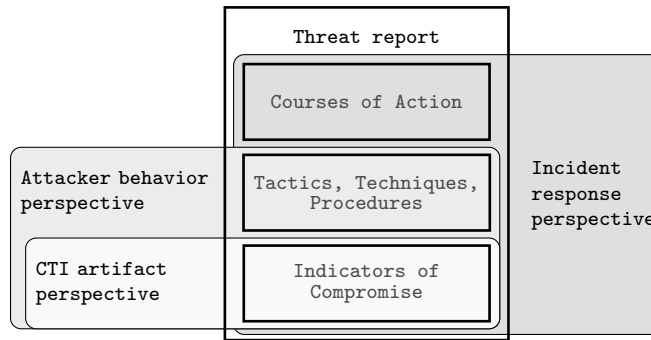 Threat report
Courses of Action
Attacker behavior
perspective
Tactics, Techniques,
Procedures
Incident
response
perspective
CTI artifact
perspective
Indicators of
Compromise